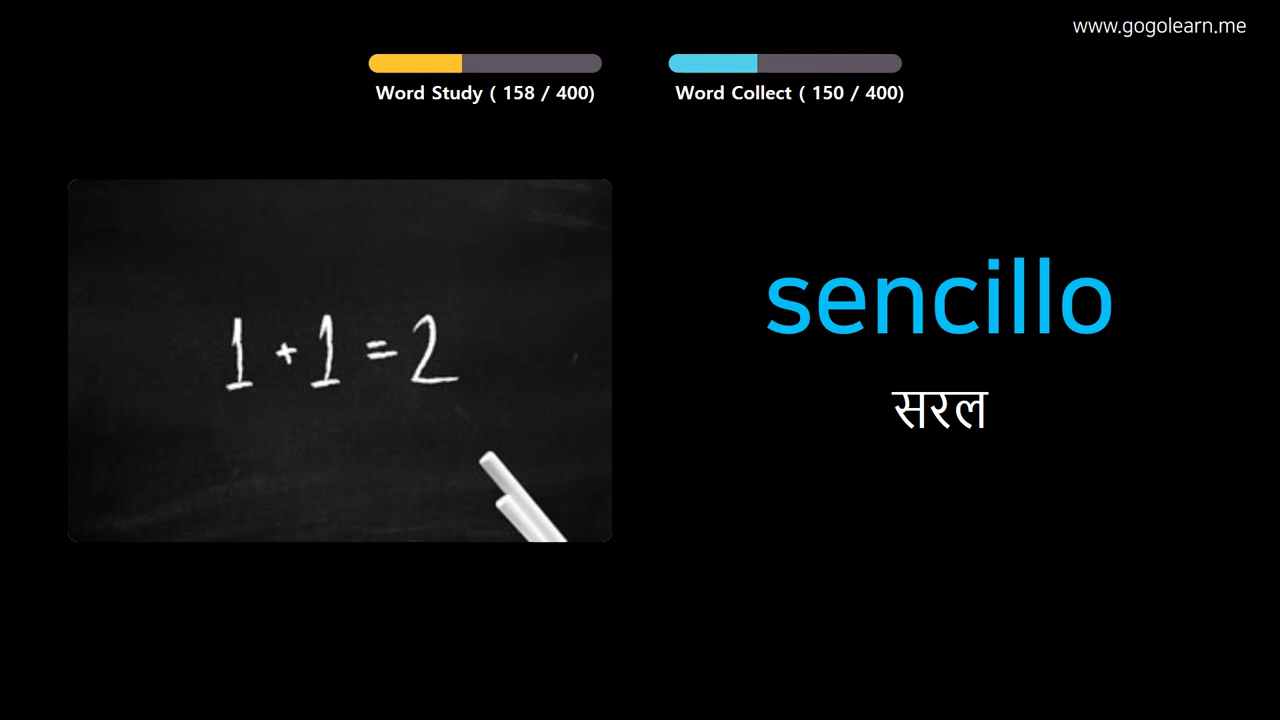 www.gogolearn.me
Word Study ( 158 / 400)
Word Collect ( 150 / 400)
1 + 1 = 2
sencillo
सरल